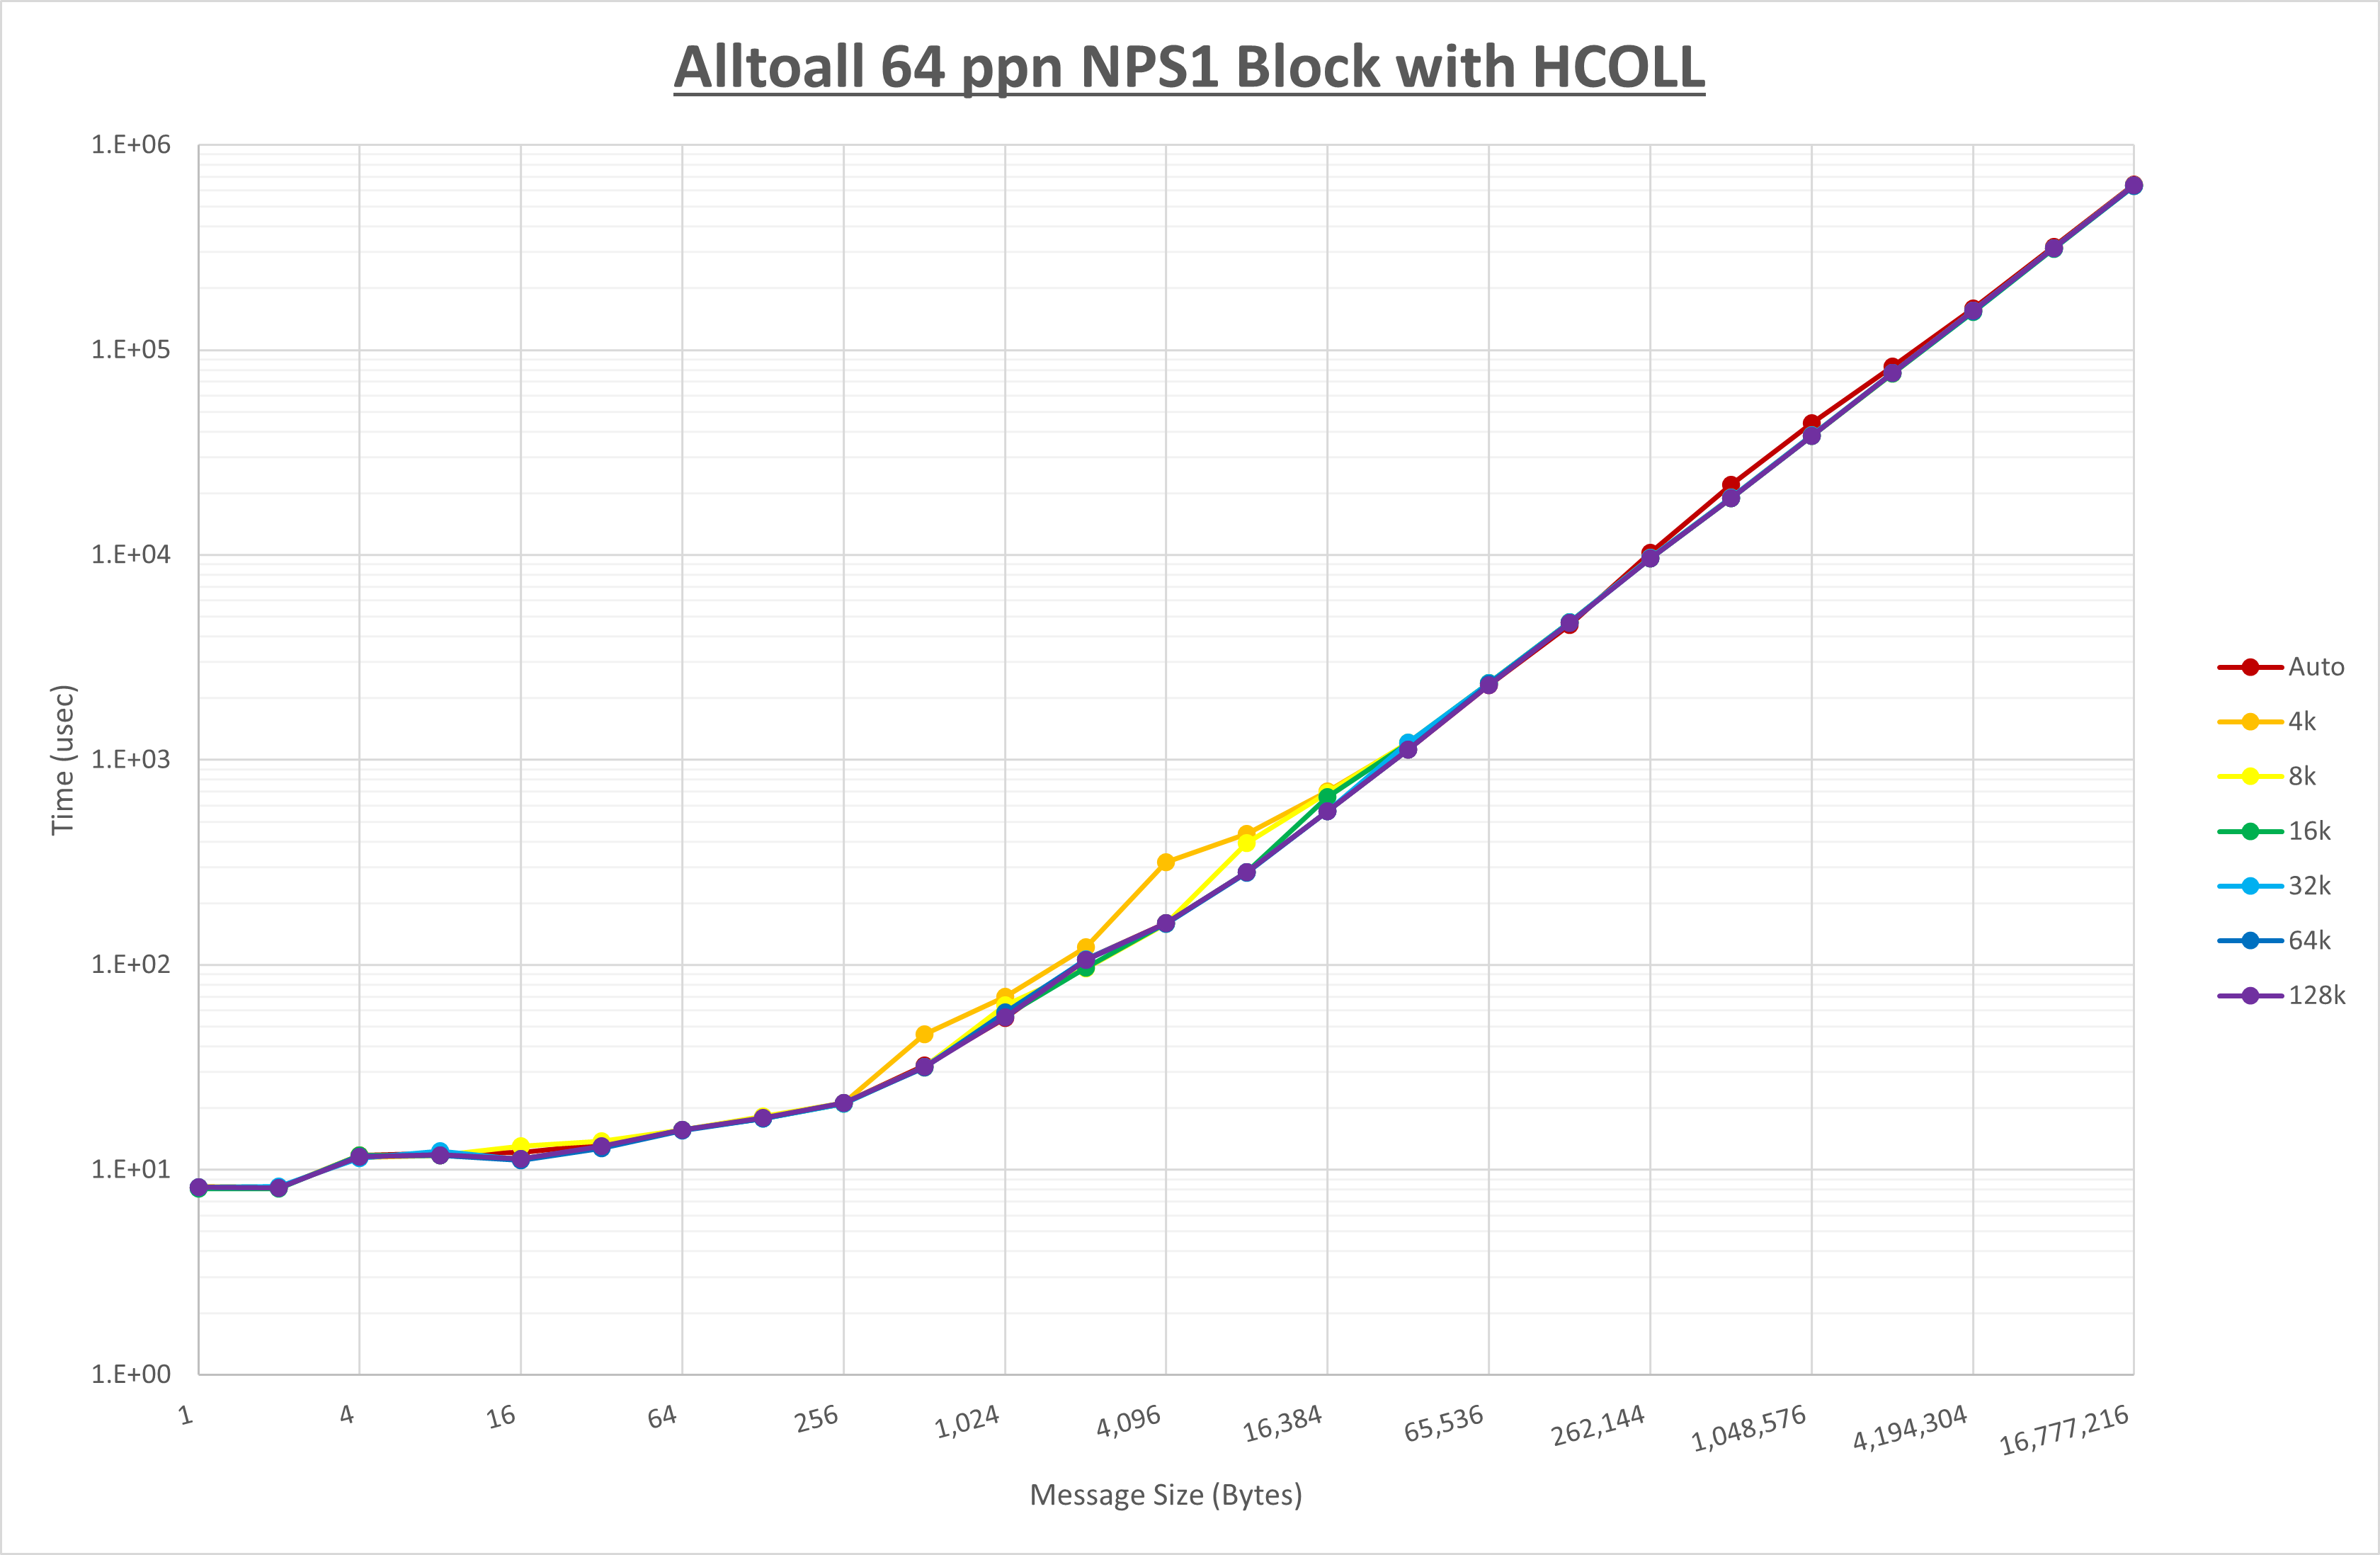 Alltoall 64 ppn NPS1 Block with HCOLL
1.E+06
1.E+05
1.E+04
1.E+03
1.E+02
1.E+01
1.E+00
Time (usec)
1
4
16
64
256
1,024
4,096
16,384
65,536
262,144
1,048,576
4,194,304
16,777,216
Message Size (Bytes)
Auto
4k
8k
16k
32k
64k
128k